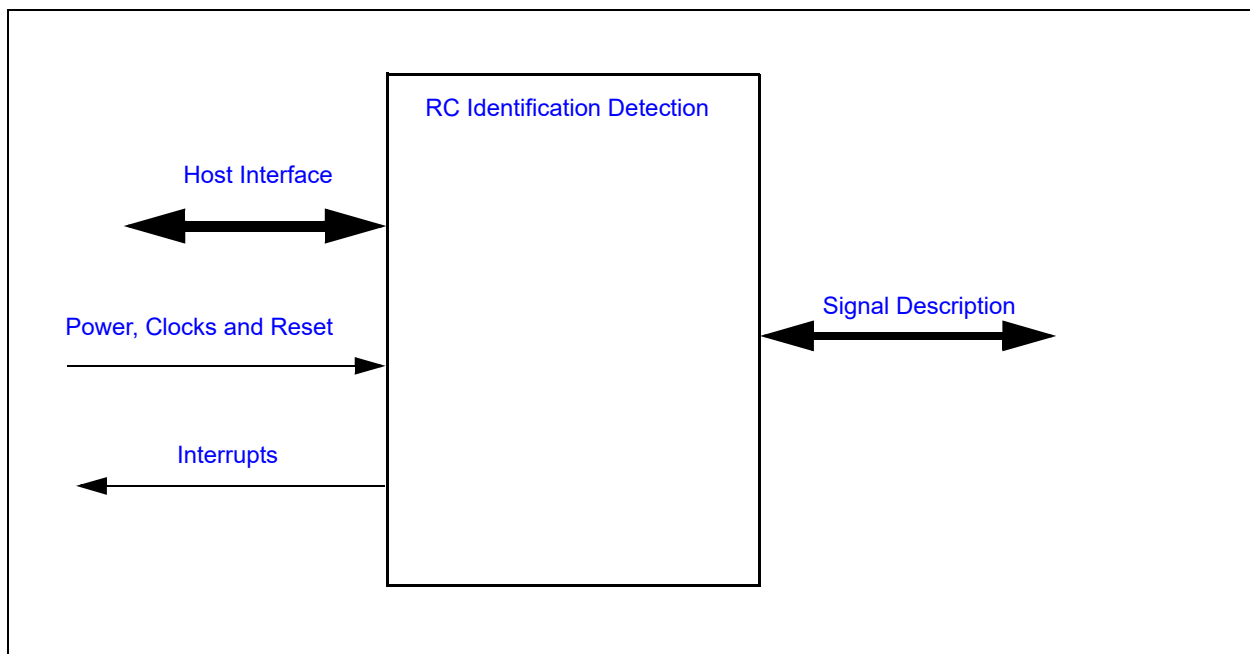 RC Identification Detection
Host Interface
Signal Description
Power, Clocks and Reset
Interrupts